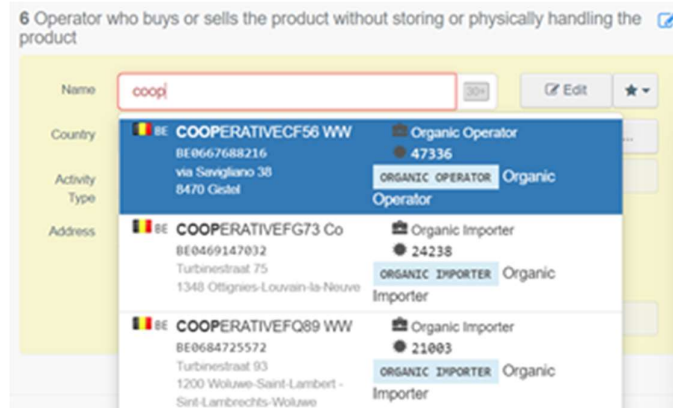 6 Operator who buys or sells the product without storing or physically handling the
product
Name
coop
30+
Edit
Country
...
Activity
Type
Address
BE COOPERATIVECF56 WW
BE0667688216
via Savigliano 38
8470 Gistel
Organic Operator
47336
ORGANIC OPERATOR Organic
Operator
BE COOPERATIVEFG73 Co
BE0469147032
Turbinestraat 75
1348 Ottignies-Louvain-la-Neuve
Organic Importer
24238
ORGANIC IMPORTER Organic
Importer
BE COOPERATIVEFQ89 WW
BE0684725572
Turbinestraat 93
1200 Woluwe-Saint-Lambert -
Sint-Lambrechts-Woluwe
Organic Importer
21003
ORGANIC IMPORTER Organic
Importer